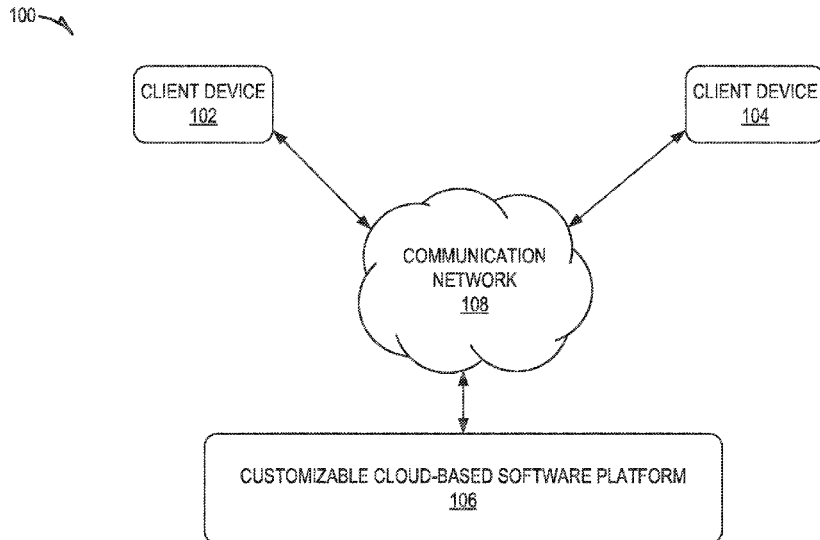 100
CLIENT DEVICE
102
CLIENT DEVICE
104
COMMUNICATION
NETWORK
108
CUSTOMIZABLE CLOUD-BASED SOFTWARE PLATFORM
106